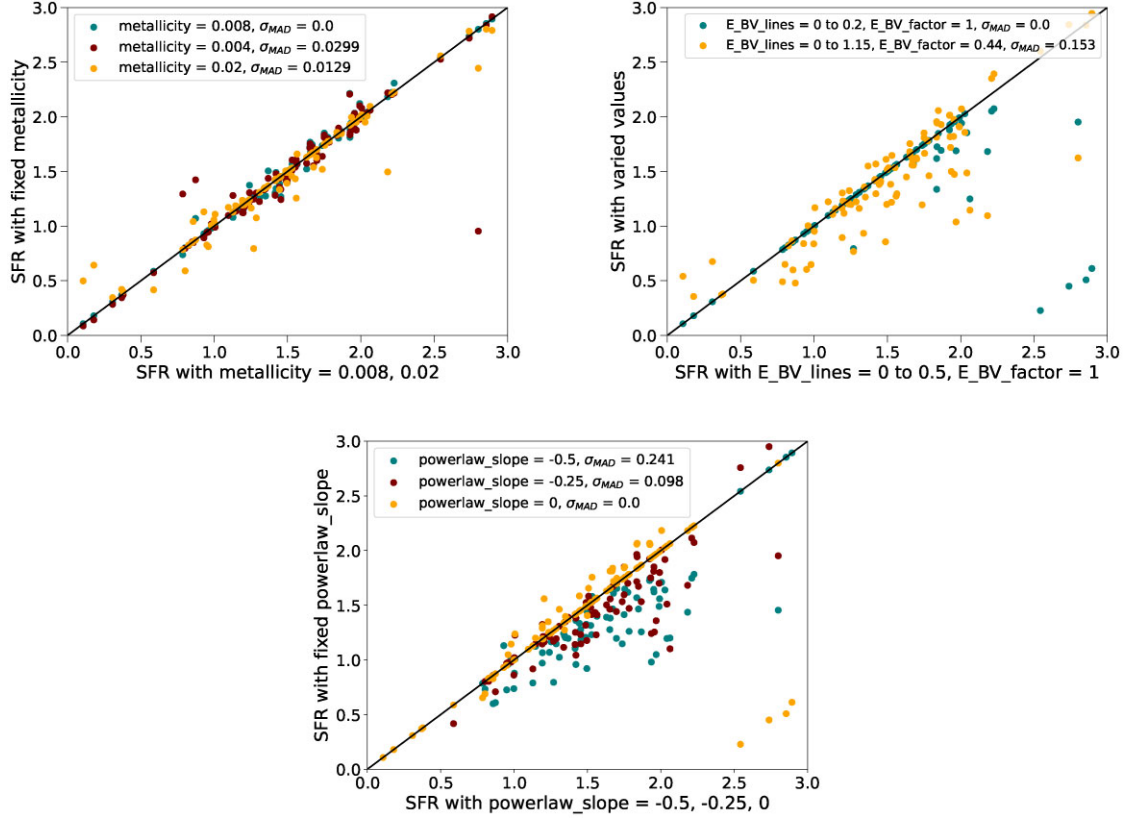 metallicity = 0.008, σMAD = 0.0
metallicity = 0.004, σMAD = 0.0299
metallicity = 0.02, σMAD = 0.0129
SFR with fixed metallicity
3.0
2.5
2.0
1.5
1.0
0.5
0.0
0.0 0.5 1.0 1.5 2.0 2.5 3.0
SFR with metallicity = 0.008, 0.02
E_BV_lines = 0 to 0.2, E_BV_factor = 1, σMAD = 0.0
E_BV_lines = 0 to 1.15, E_BV_factor = 0.44, σMAD = 0.153
SFR with varied values
3.0
2.5
2.0
1.5
1.0
0.5
0.0
0.0 0.5 1.0 1.5 2.0 2.5 3.0
SFR with E_BV_lines = 0 to 0.5, E_BV_factor = 1
powerlaw_slope = -0.5, σMAD = 0.241
powerlaw_slope = -0.25, σMAD = 0.098
powerlaw_slope = 0, σMAD = 0.0
SFR with fixed powerlaw_slope
3.0
2.5
2.0
1.5
1.0
0.5
0.0
0.0 0.5 1.0 1.5 2.0 2.5 3.0
SFR with powerlaw_slope = -0.5, -0.25, 0